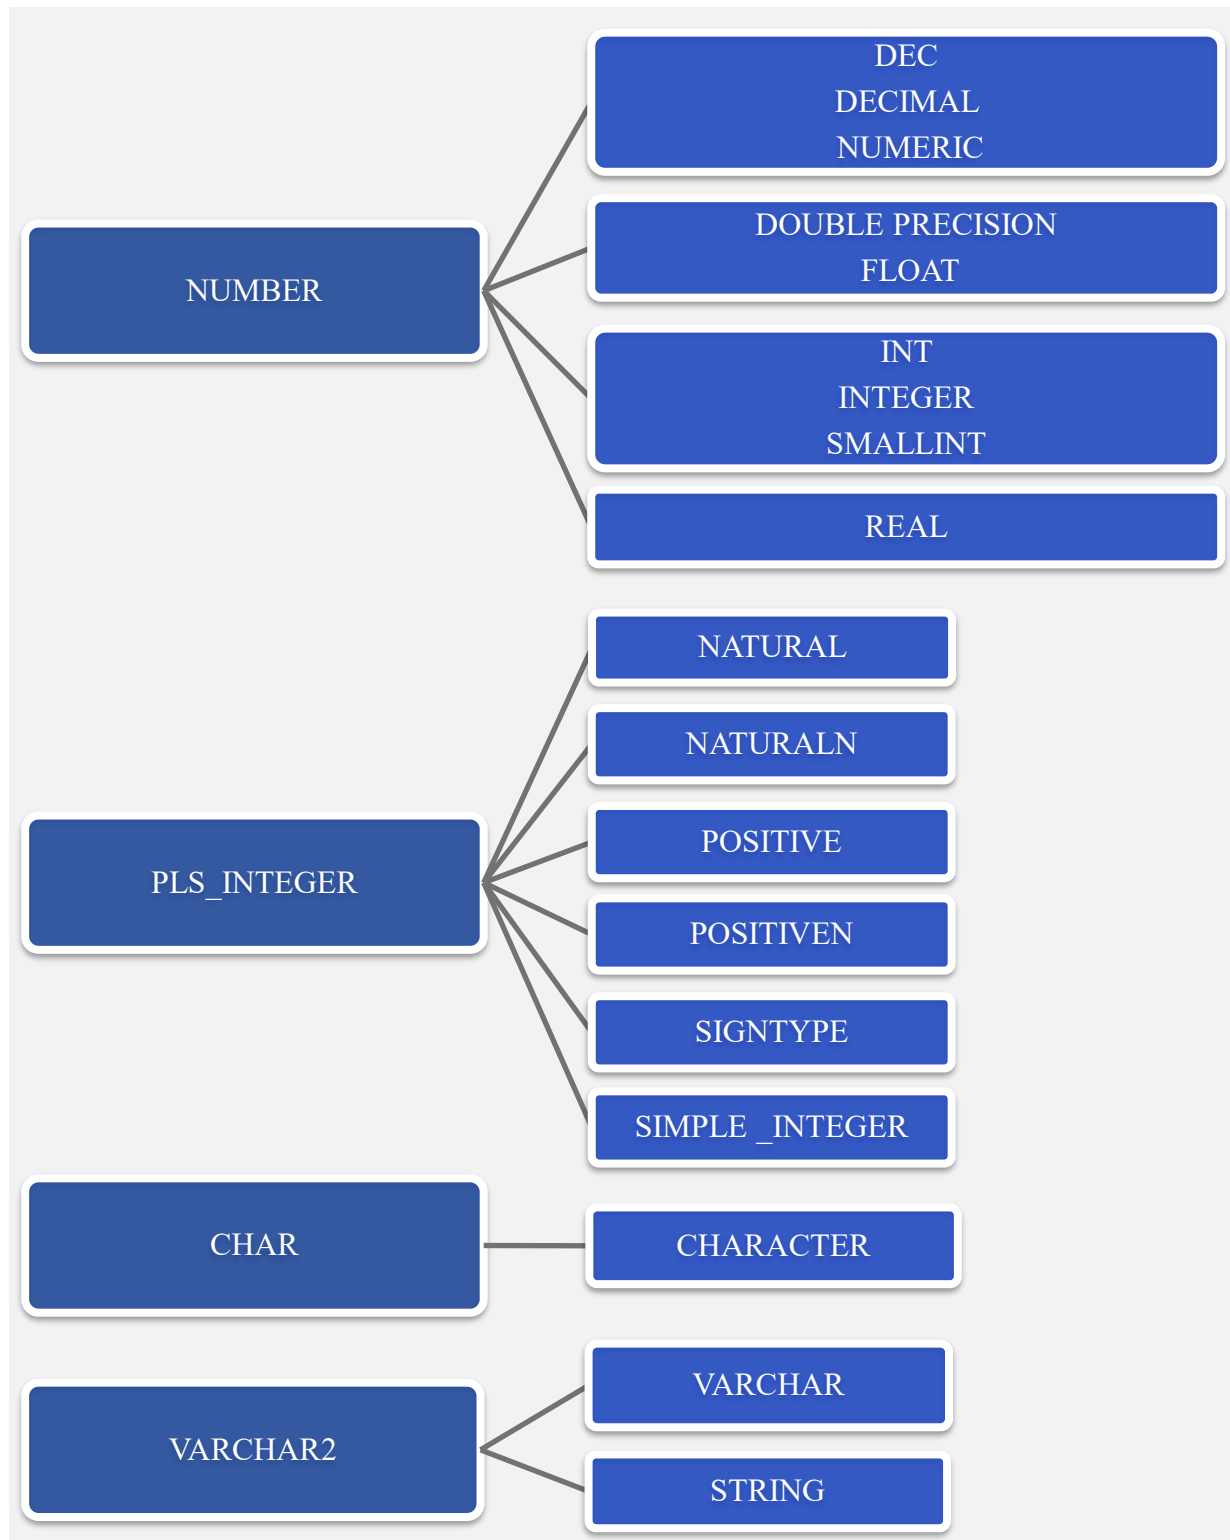 NUMBER
DEC
DECIMAL
NUMERIC
DOUBLE PRECISION
FLOAT
INT
INTEGER
SMALLINT
REAL
PLS_INTEGER
NATURAL
NATURALN
POSITIVE
POSITIVEN
SIGNTYPE
SIMPLE _INTEGER
CHAR
CHARACTER
VARCHAR2
VARCHAR
STRING